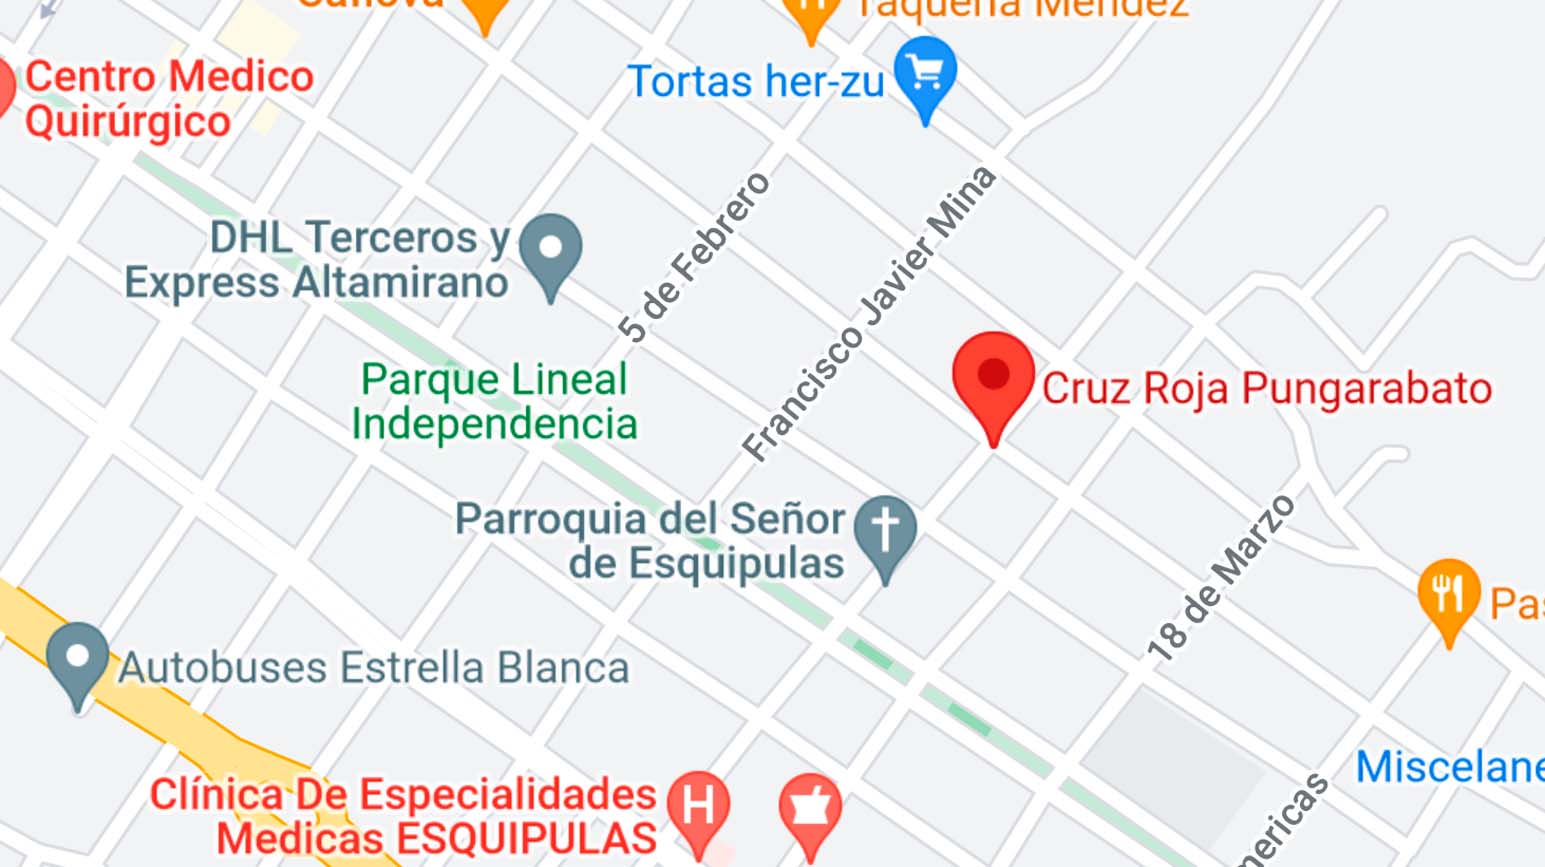 Taqueria Mendez
Tortas her-zu
Centro Medico
Quirúrgico
5 de Febrero
Francisco Javier Mina
DHL Terceros y
Express Altamirano
Parque Lineal
Independencia
Cruz Roja Pungarabato
Parroquia del Señor
de Esquipulas
18 de Marzo
Autobuses Estrella Blanca
Clínica De Especialidades
Medicas ESQUIPULAS